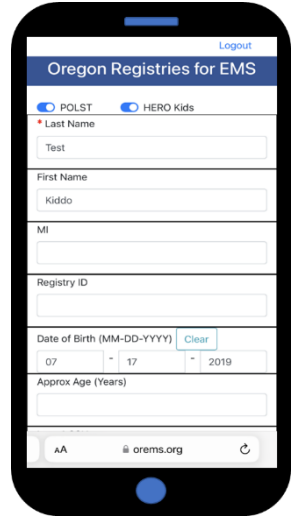 Logout
Oregon Registries for EMS
POLST HERO Kids
* Last Name
Test
First Name
Kiddo
MI
Registry ID
Date of Birth (MM-DD-YYYY) Clear
07 - 17 - 2019
Approx Age (Years)
AA orems.org